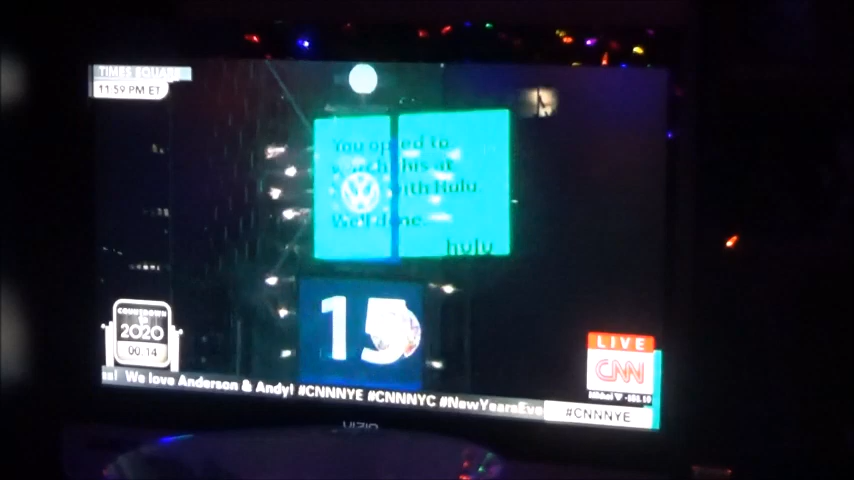 TIMES SQUARE
11:59 PM ET
You opted to
watch this at
with Hulu.
Well done.
hulu
15
COUNTDOWN
2020
00:14
LIVE
CNN
We love Anderson & Andy! #CNNNYE #CNNNYC #NewYearsEve
#CNNNYE
VIZIO